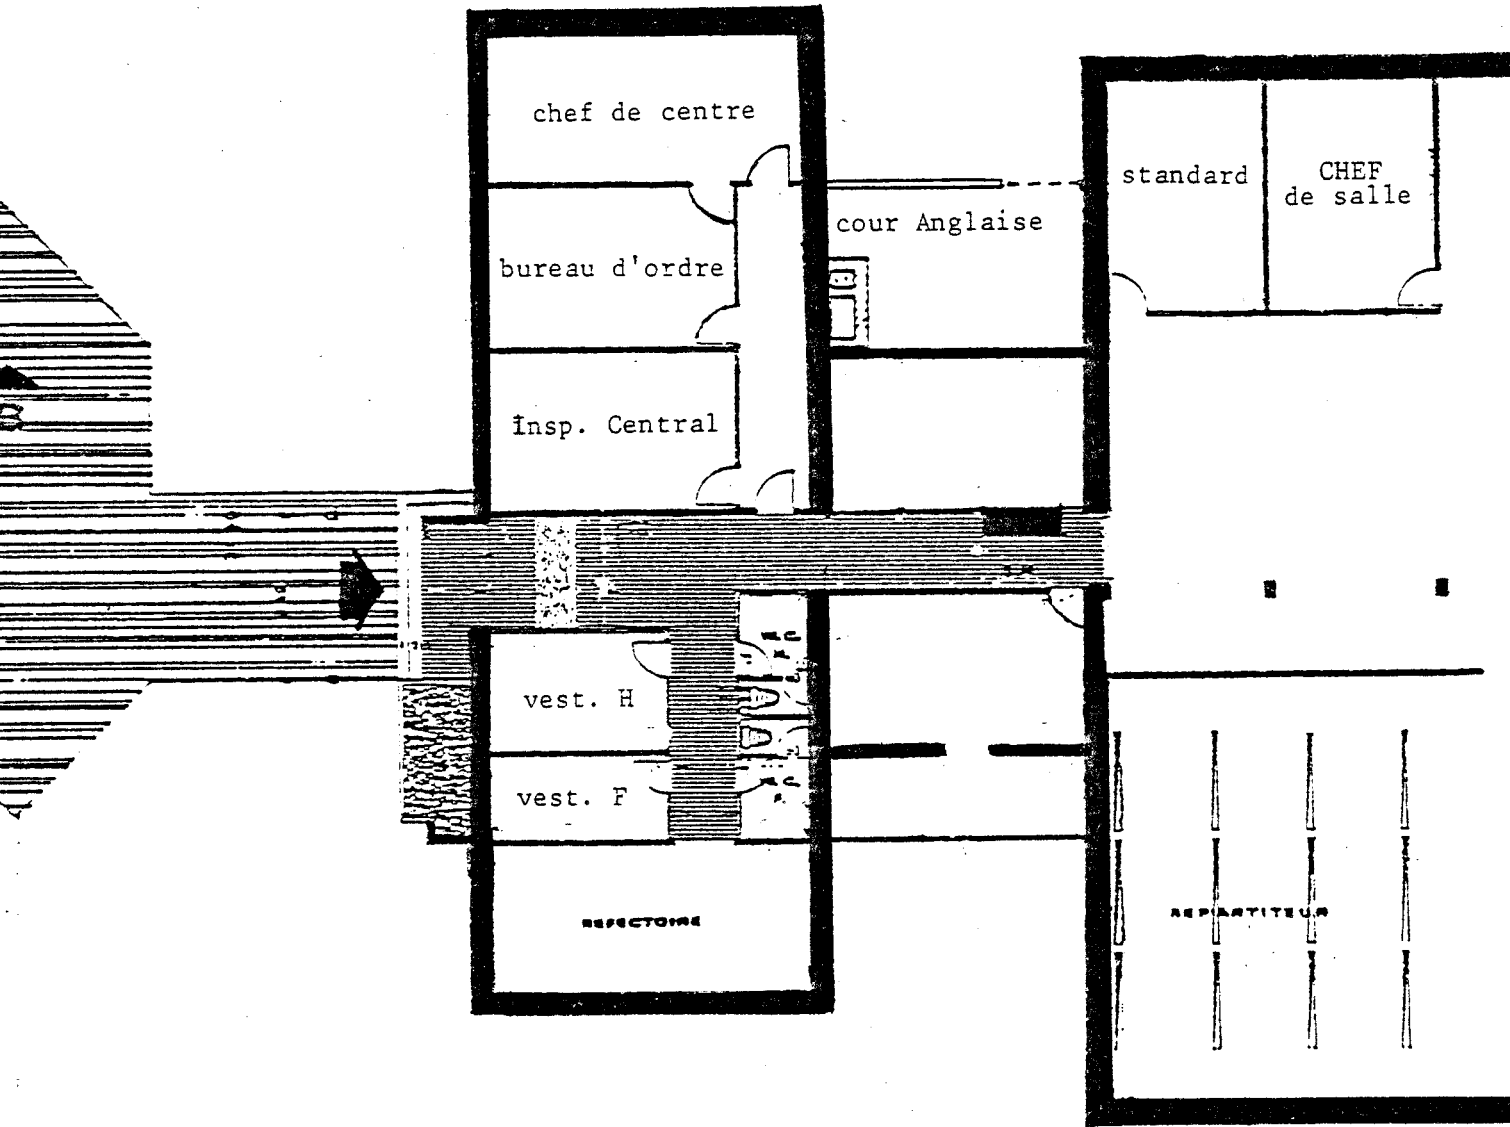 chef de centre
standard
CHEF
de salle
cour Anglaise
bureau d'ordre
Insp. Central
W.C
vest. H
vest. F
W.C
F.
REFECTOIRE
REPARTITEUR